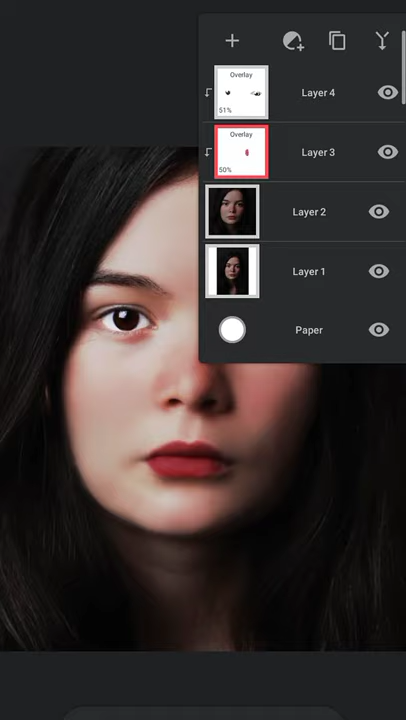 Overlay
51%
Layer 4
Overlay
50%
Layer 3
Layer 2
Layer 1
Paper